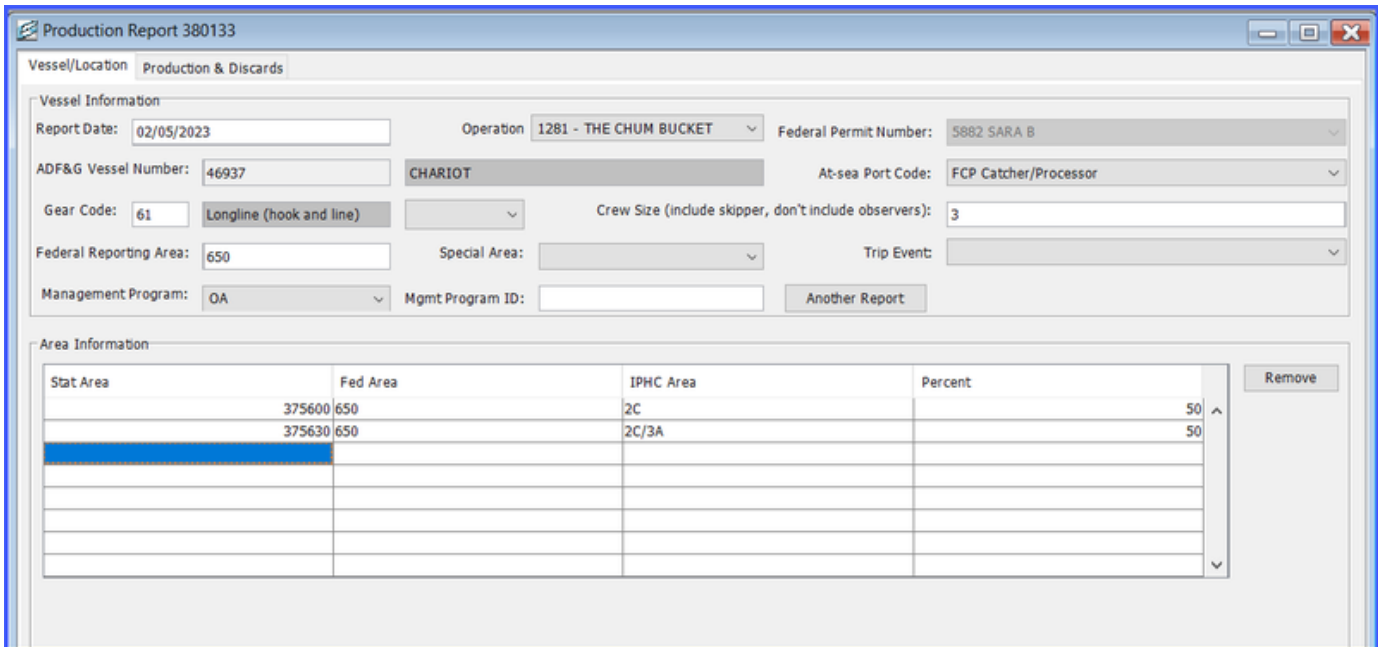 Production Report 380133
Vessel/Location Production & Discards
Vessel Information
Report Date: 02/05/2023 Operation 1281 - THE CHUM BUCKET Federal Permit Number: 5882 SARA B
ADF&G Vessel Number: 46937 CHARIOT At-sea Port Code: FCP Catcher/Processor
Gear Code: 61 Longline (hook and line) Crew Size (include skipper, don't include observers): 3
Federal Reporting Area: 650 Special Area: Trip Event:
Management Program: OA Mgmt Program ID: Another Report
Area Information
Stat Area Fed Area IPHC Area Percent Remove
375600 650 2C 50
375630 650 2C/3A 50